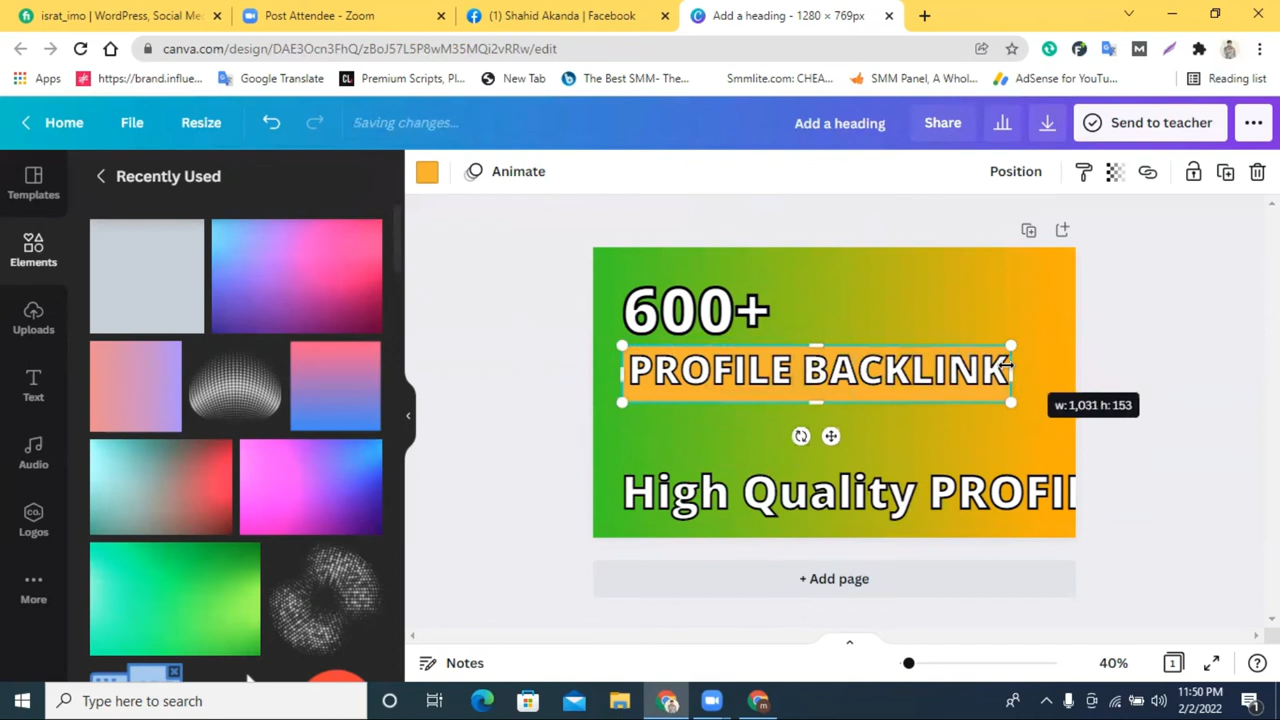 israt_imo | WordPress, Social Me
Post Attendee - Zoom
(1) Shahid Akanda | Facebook
Add a heading - 1280 × 769px
canva.com/design/DAE3Ocn3FhQ/zBoJ57L5P8wM35MQi2vRRw/edit
Apps
https://brand.influe...
Google Translate
CL
Premium Scripts, Pl...
New Tab
The Best SMM- The...
Smmlite.com: CHEA...
SMM Panel, A Whol...
AdSense for YouTu...
Reading list
Home
File
Resize
Saving changes...
Add a heading
Share
Send to teacher
Templates
Recently Used
Animate
Position
Elements
Uploads
Text
Audio
CO.
Logos
More
600+
PROFILE BACKLINK
w: 1,031 h: 153
High Quality PROFI
+ Add page
Notes
40%
1
Type here to search
11:50 PM
2/2/2022
1